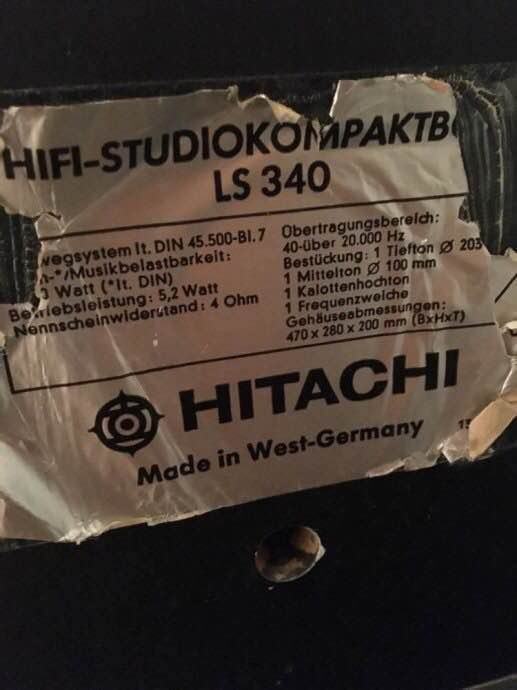 HIFI-STUDIOKOMPAKTB
LS 340
wegsystem lt. DIN 45.500-Bl.7
n-*/Musikbelastbarkeit:
Watt (*lt. DIN)
Betriebsleistung: 5,2 Watt
Nennscheinwiderstand: 4 Ohm
Übertragungsbereich:
40-über 20.000 Hz
Bestückung: 1 Tiefton Ø 203
1 Mittelton Ø 100 mm
1 Kalottenhochton
1 Frequenzweiche
Gehäuseabmessungen:
470 x 280 x 200 mm (BxHxT)
HITACHI
Made in West-Germany